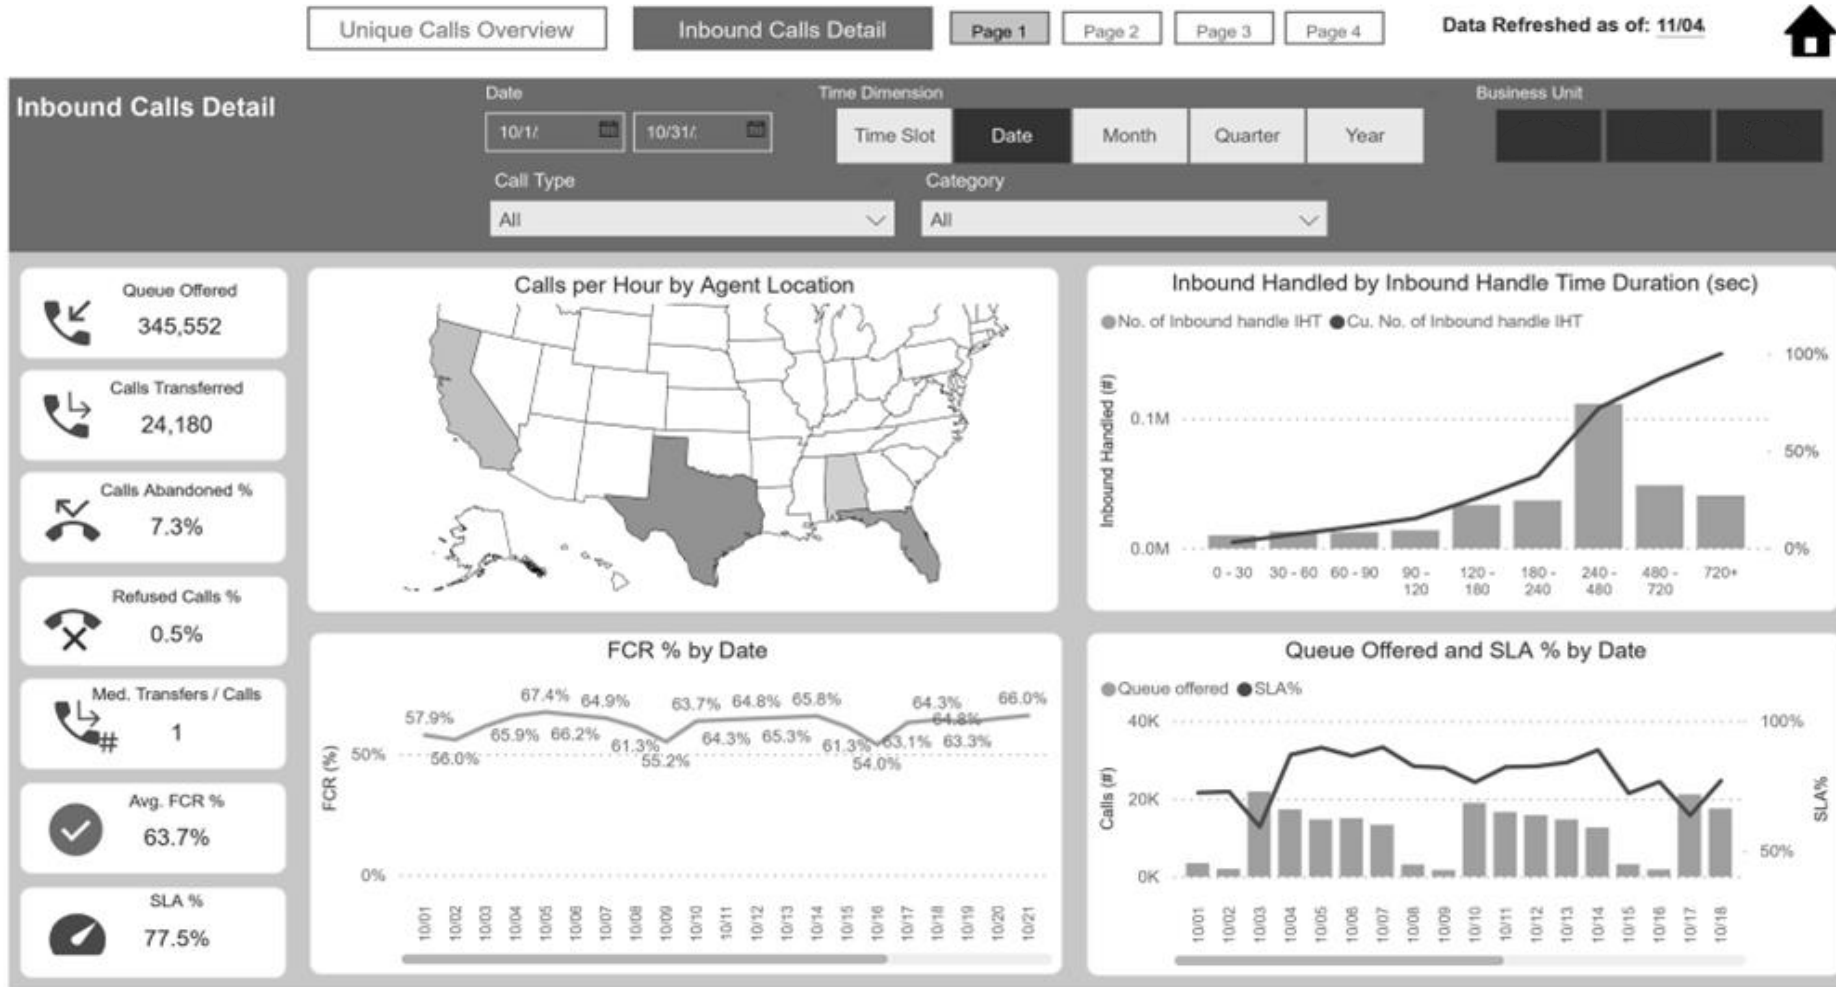 Unique Calls Overview
Inbound Calls Detail
Page 1
Page 2
Page 3
Page 4
Data Refreshed as of: 11/04
Inbound Calls Detail
Date
10/1/
10/31/
Time Dimension
Time Slot
Date
Month
Quarter
Year
Business Unit
Call Type
All
Category
All
Queue Offered
345,552
Calls Transferred
24,180
Calls Abandoned %
7.3%
Refused Calls %
0.5%
Med. Transfers / Calls
#
1
Avg. FCR %
63.7%
SLA %
77.5%
Calls per Hour by Agent Location
Inbound Handled by Inbound Handle Time Duration (sec)
No. of Inbound handle IHT Cu. No. of Inbound handle IHT
Inbound Handled (#)
0.1M
0.0M
100%
50%
0%
0 - 30 30 - 60 60 - 90 90 - 120 120 - 180 180 - 240 240 - 480 480 - 720 720+
FCR % by Date
FCR (%)
50%
0%
57.9% 56.0% 65.9% 67.4% 66.2% 64.9% 61.3% 55.2% 63.7% 64.3% 64.8% 65.3% 65.8% 61.3% 54.0% 63.1% 64.3% 64.8% 63.3% 66.0%
10/01 10/02 10/03 10/04 10/05 10/06 10/07 10/08 10/09 10/10 10/11 10/12 10/13 10/14 10/15 10/16 10/17 10/18 10/19 10/20 10/21
Queue Offered and SLA % by Date
Queue offered SLA%
Calls (#)
40K
20K
0K
100%
50%
SLA%
10/01 10/02 10/03 10/04 10/05 10/06 10/07 10/08 10/09 10/10 10/11 10/12 10/13 10/14 10/15 10/16 10/17 10/18